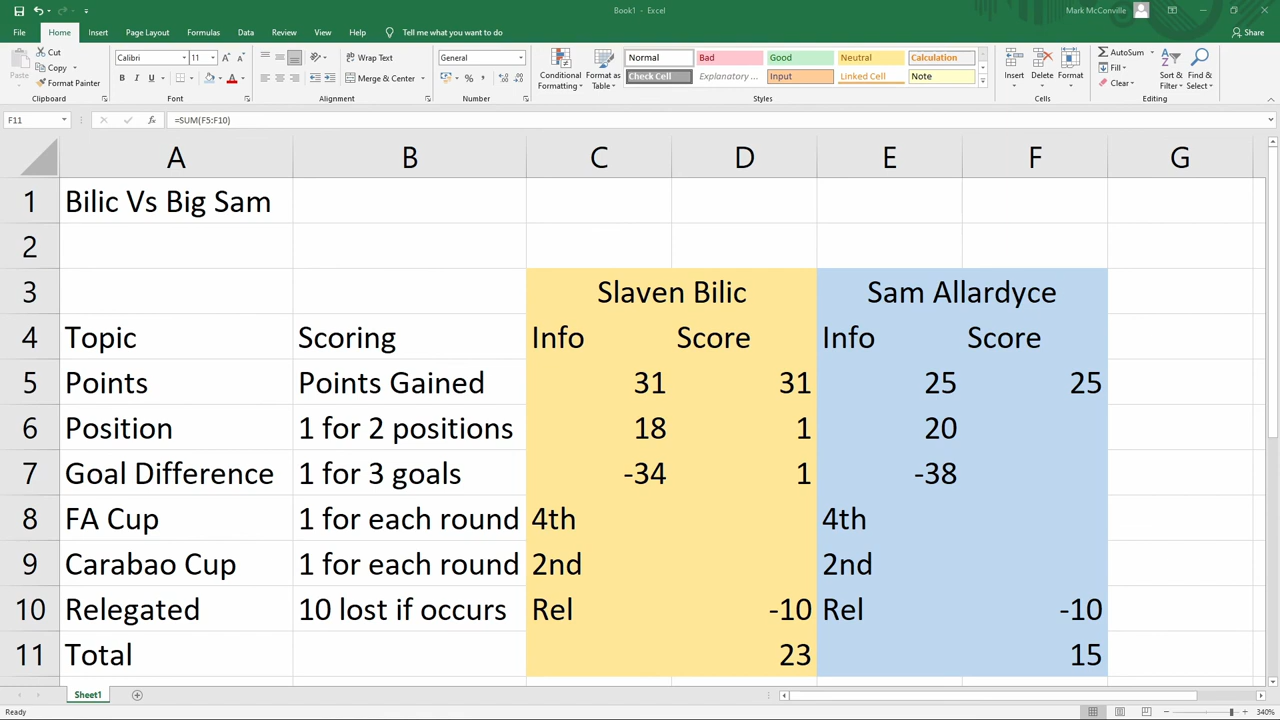 Book1 - Excel
Mark McConville
File Home Insert Page Layout Formulas Data Review View Help Tell me what you want to do Share
Paste Cut Copy Format Painter Clipboard
Calibri 11 Font
Wrap Text Merge & Center Alignment
General Number
Conditional Formatting Format as Table
Normal Bad Good Neutral Calculation
Check Cell Explanatory ... Input Linked Cell Note
Styles
Insert Delete Format Cells
AutoSum Fill Clear Sort & Filter Find & Select Editing
F11 fx =SUM(F5:F10)
A B C D E F G
1 Bilic Vs Big Sam
2
3 Slaven Bilic Sam Allardyce
4 Topic Scoring Info Score Info Score
5 Points Points Gained 31 31 25 25
6 Position 1 for 2 positions 18 1 20
7 Goal Difference 1 for 3 goals -34 1 -38
8 FA Cup 1 for each round 4th 4th
9 Carabao Cup 1 for each round 2nd 2nd
10 Relegated 10 lost if occurs Rel -10 Rel -10
11 Total 23 15
Sheet1
Ready 340%